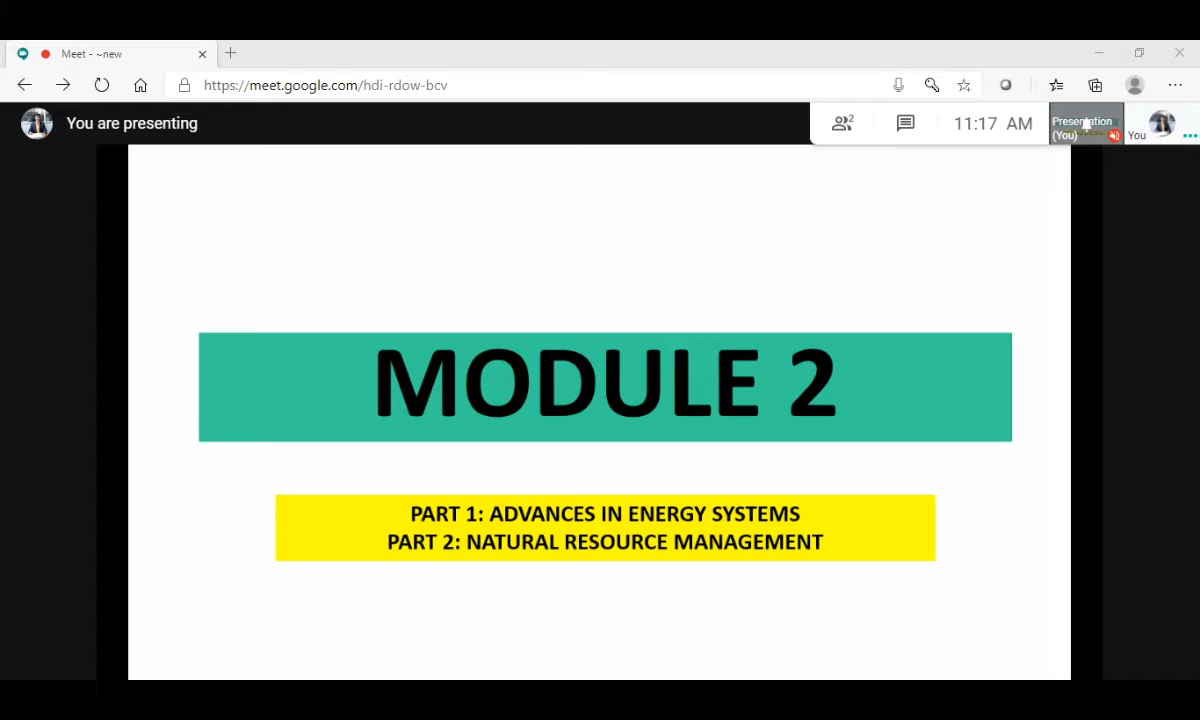 Meet - ~new
https://meet.google.com/hdi-rdow-bcv
You are presenting
2
11:17 AM
Presentation
(You)
You
MODULE 2
PART 1: ADVANCES IN ENERGY SYSTEMS
PART 2: NATURAL RESOURCE MANAGEMENT